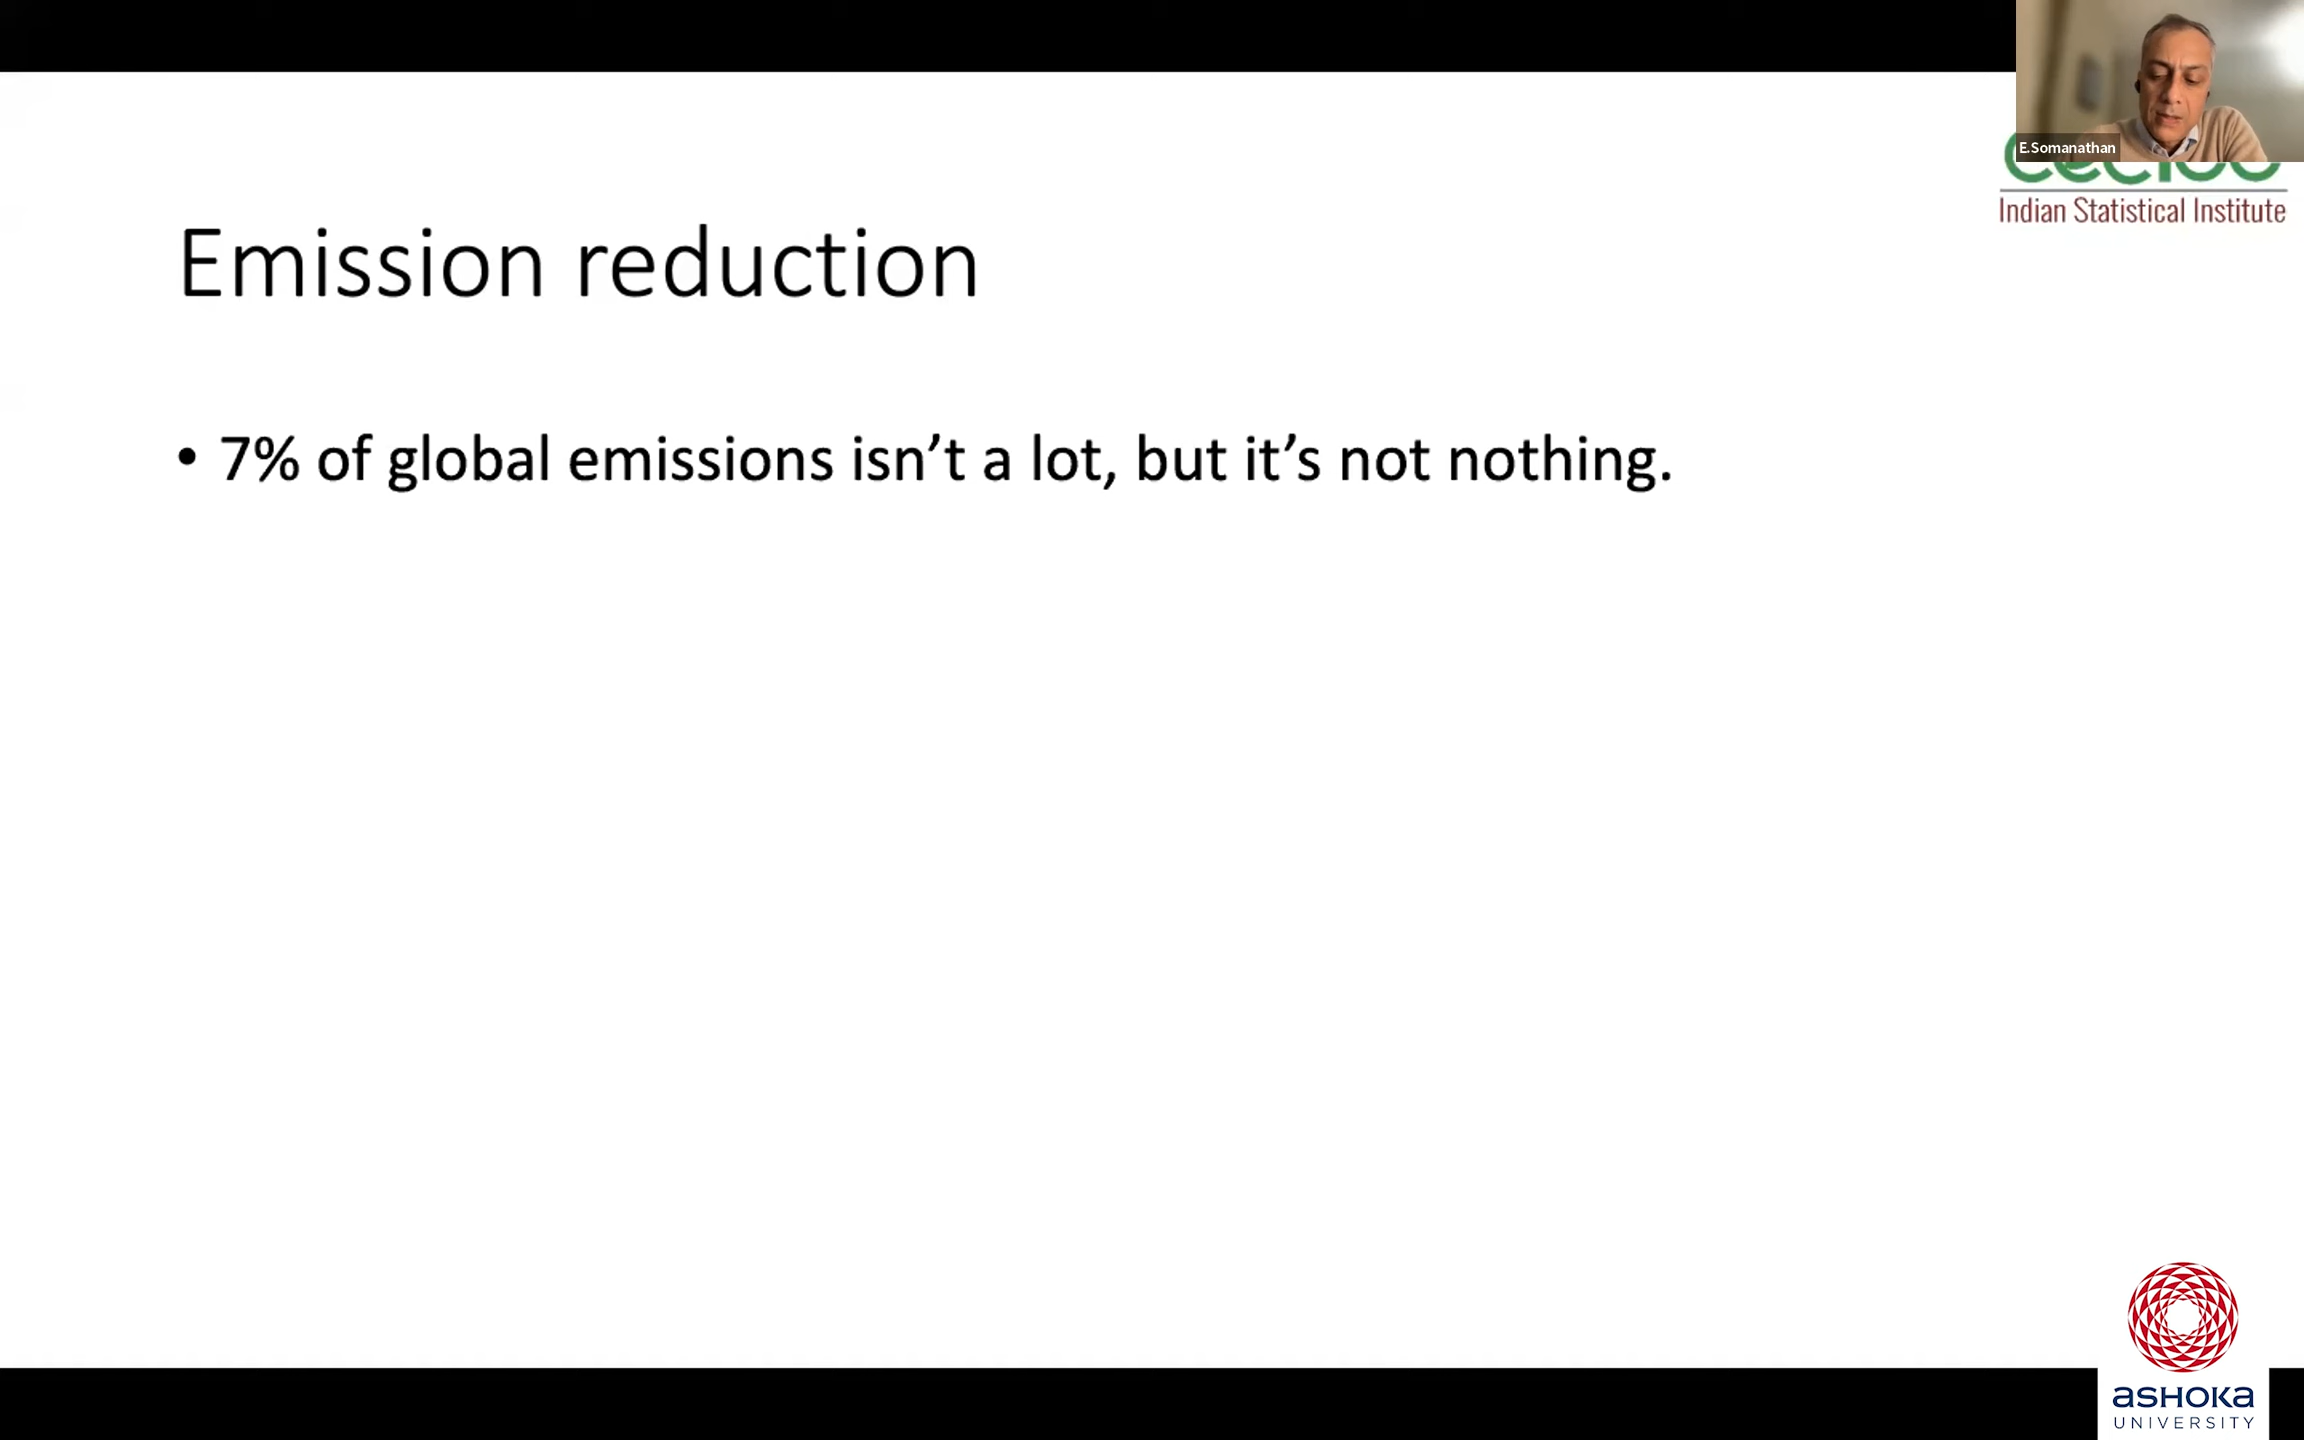 E.Somanathan
Indian Statistical Institute
Emission reduction
• 7% of global emissions isn’t a lot, but it’s not nothing.
ASHOKA
UNIVERSITY